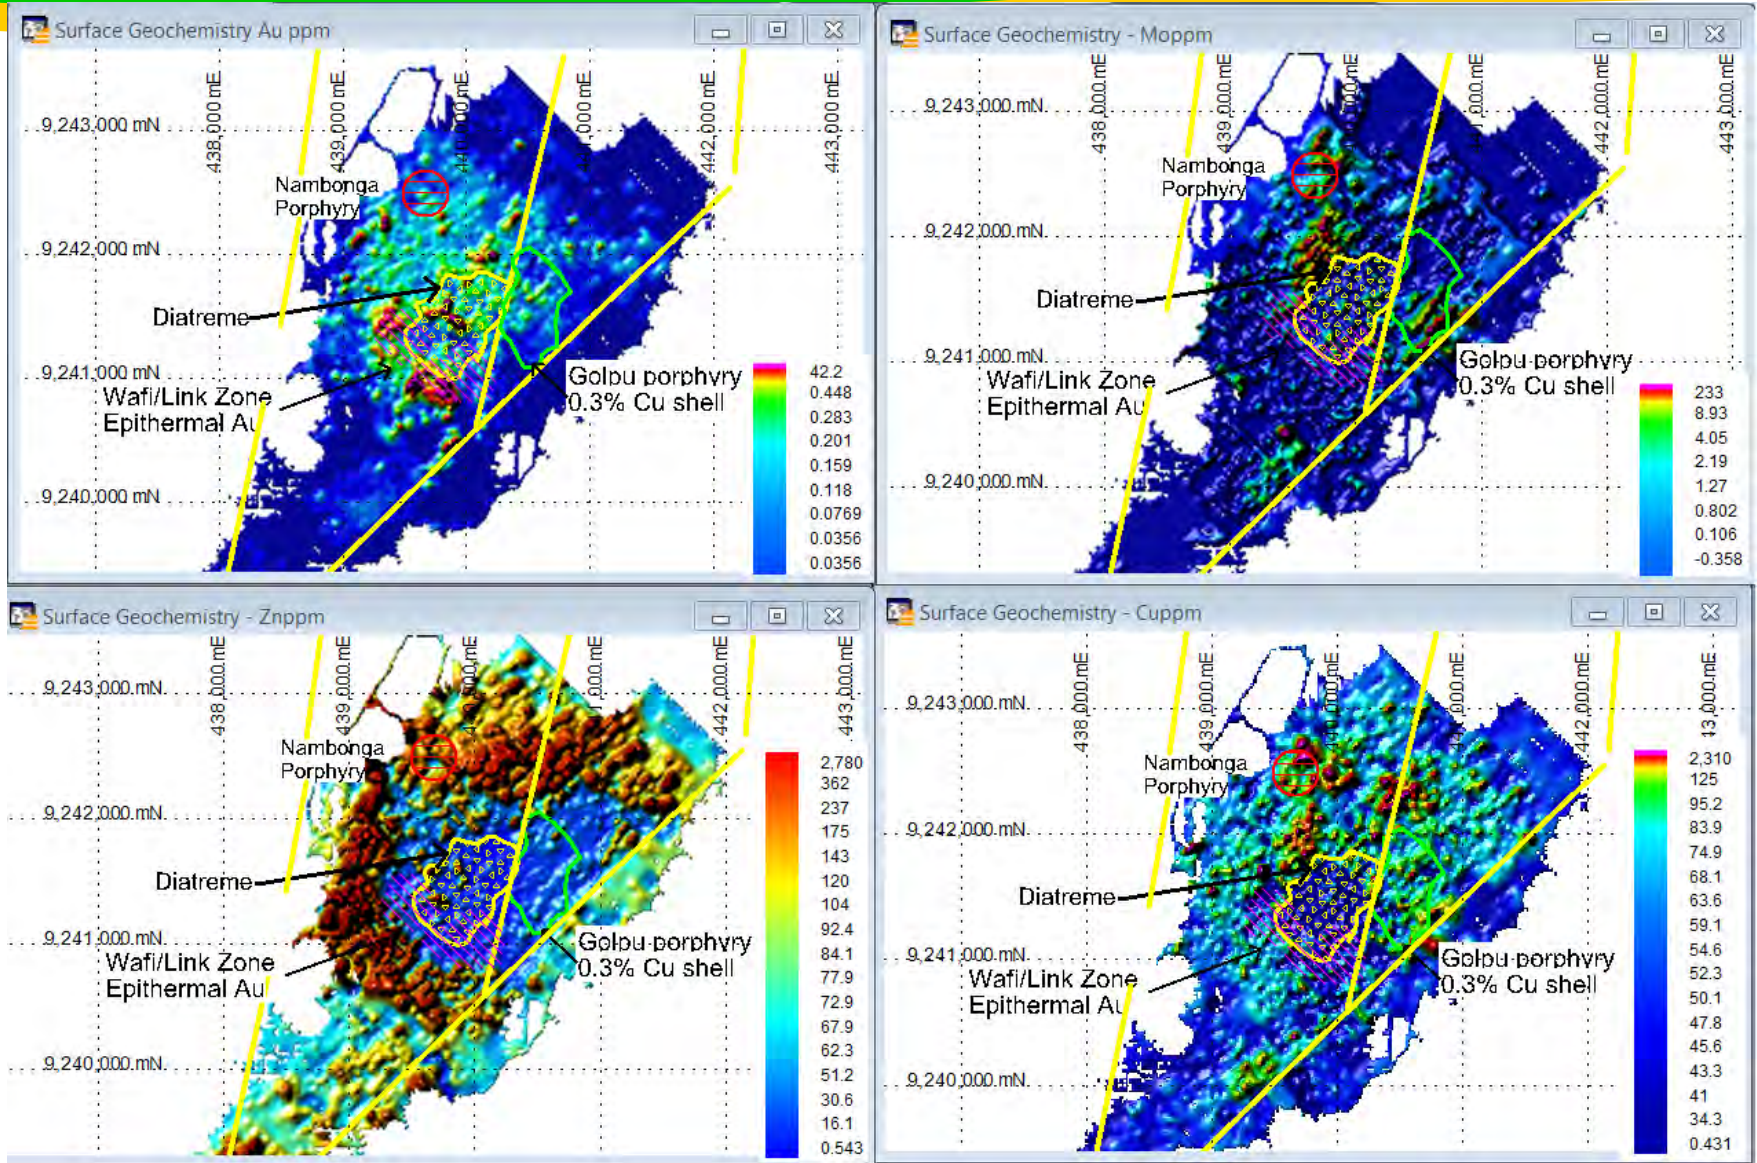 Surface Geochemistry Au ppm
438,000 mE
439,000 mE
442,000 mE
443,000 mE
9,243,000 mN
Nambonga
Porphyry
9,242,000 mN
Diatreme
9,241,000 mN
Wafi/Link Zone
Epithermal Au
Golpu porphyry
0.3% Cu shell
9,240,000 mN
42.2
0.448
0.283
0.201
0.159
0.118
0.0769
0.0356
0.0356
Surface Geochemistry - Moppm
438,000 mE
439,000 mE
442,000 mE
443,000 mE
9,243,000 mN
Nambonga
Porphyry
9,242,000 mN
Diatreme
9,241,000 mN
Wafi/Link Zone
Epithermal Au
Golpu porphyry
0.3% Cu shell
9,240,000 mN
233
8.93
4.05
2.19
1.27
0.802
0.106
-0.358
Surface Geochemistry - Znppm
9,243,000 mN
Nambonga
Porphyry
9,242,000 mN
Diatreme
9,241,000 mN
Wafi/Link Zone
Epithermal Au
Golpu porphyry
0.3% Cu shell
9,240,000 mN
2,780
362
237
175
143
120
104
92.4
84.1
77.9
72.9
67.9
62.3
51.2
30.6
16.1
0.543
Surface Geochemistry - Cuppm
438,000 mE
439,000 mE
442,000 mE
9,243,000 mN
Nambonga
Porphyry
9,242,000 mN
Diatreme
9,241,000 mN
Wafi/Link Zone
Epithermal Au
Golpu porphyry
0.3% Cu shell
9,240,000 mN
2,310
125
95.2
83.9
74.9
68.1
63.6
59.1
54.6
52.3
50.1
47.8
45.6
43.3
41
34.3
0.431